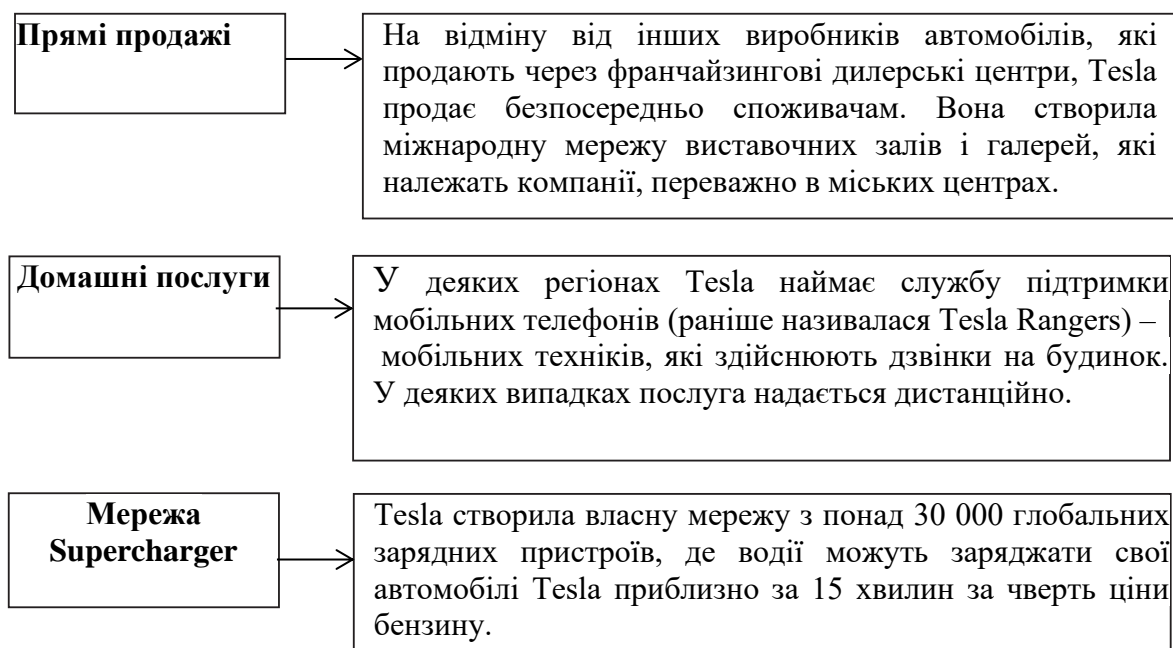 Прямі продажі
На відміну від інших виробників автомобілів, які
продають через франчайзингові дилерські центри, Tesla
продає безпосередньо споживачам. Вона створила
міжнародну мережу виставочних залів і галерей, які
належать компанії, переважно в міських центрах.
Домашні послуги
У деяких регіонах Tesla наймає службу підтримки
мобільних телефонів (раніше називалася Tesla Rangers) –
мобільних техніків, які здійснюють дзвінки на будинок.
У деяких випадках послуга надається дистанційно.
Мережа
Supercharger
Tesla створила власну мережу з понад 30 000 глобальних
зарядних пристроїв, де водії можуть заряджати свої
автомобілі Tesla приблизно за 15 хвилин за чверть ціни
бензину.